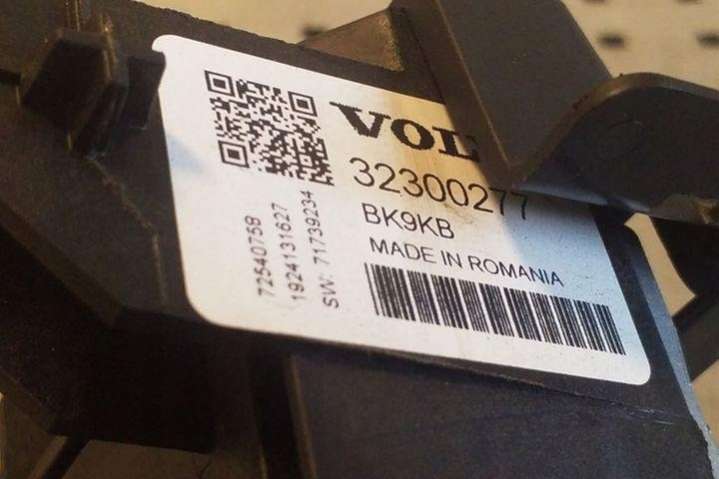 VOL
32300277
BK9KB
MADE IN ROMANIA
72540758
1924131627
SW: 71739234